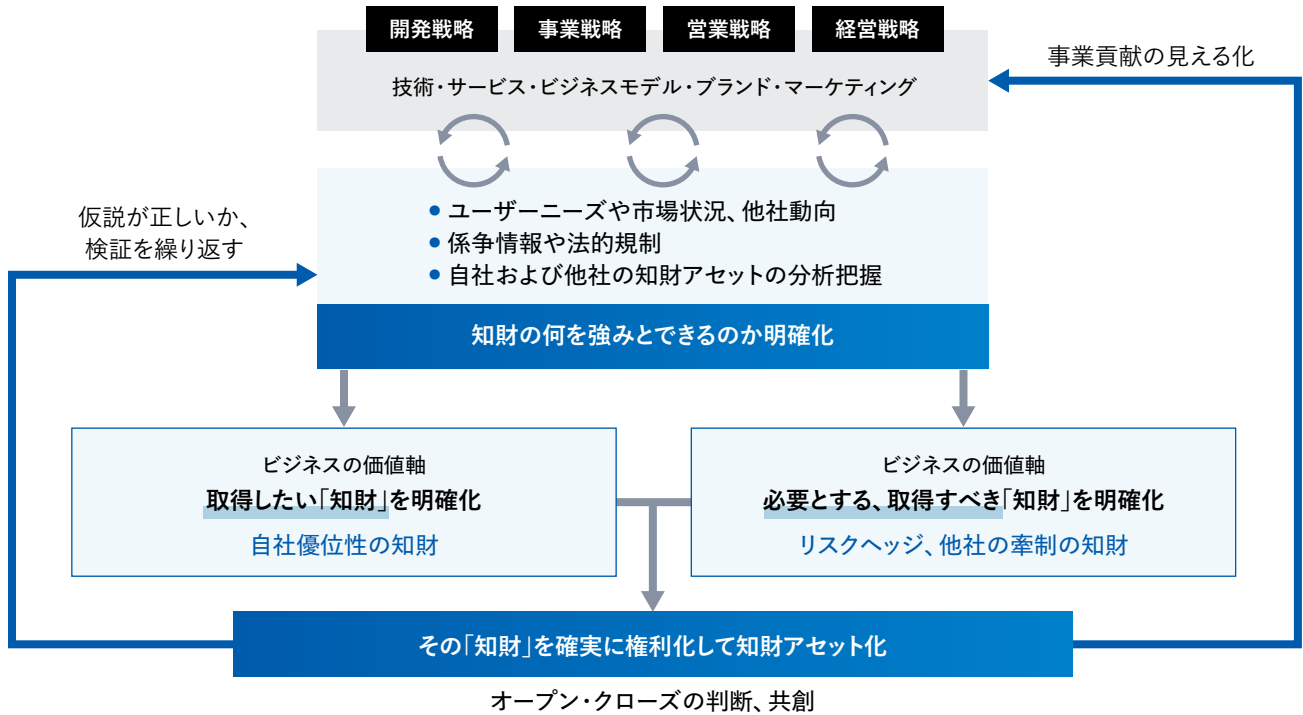 開発戦略
事業戦略
営業戦略
経営戦略
技術・サービス・ビジネスモデル・ブランド・マーケティング
事業貢献の見える化
仮説が正しいか、
検証を繰り返す
● ユーザーニーズや市場状況、他社動向
● 係争情報や法的規制
● 自社および他社の知財アセットの分析把握
知財の何を強みとできるのか明確化
ビジネスの価値軸
取得したい「知財」を明確化
自社優位性の知財
ビジネスの価値軸
必要とする、取得すべき「知財」を明確化
リスクヘッジ、他社の牽制の知財
その「知財」を確実に権利化して知財アセット化
オープン・クローズの判断、共創